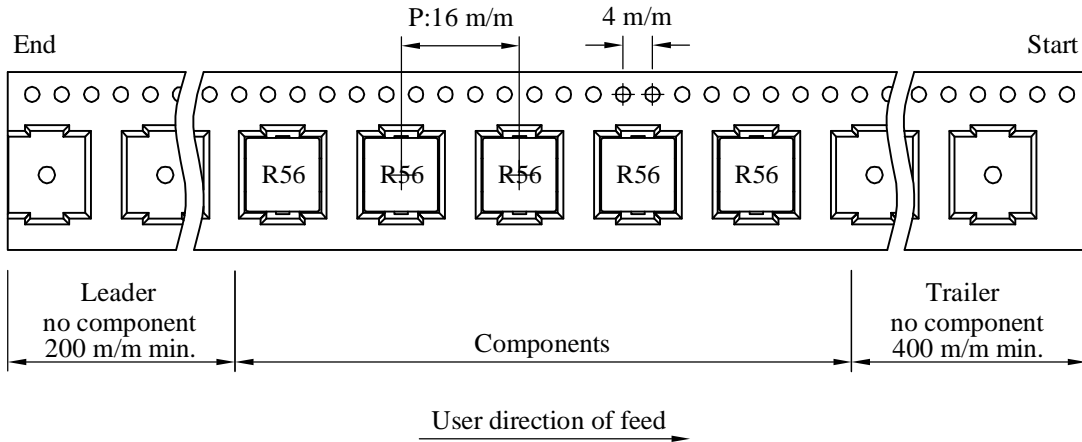 P:16 m/m
4 m/m
End
Start
R56
R56
R56
R56
R56
Leader
no component
200 m/m min.
Components
Trailer
no component
400 m/m min.
User direction of feed